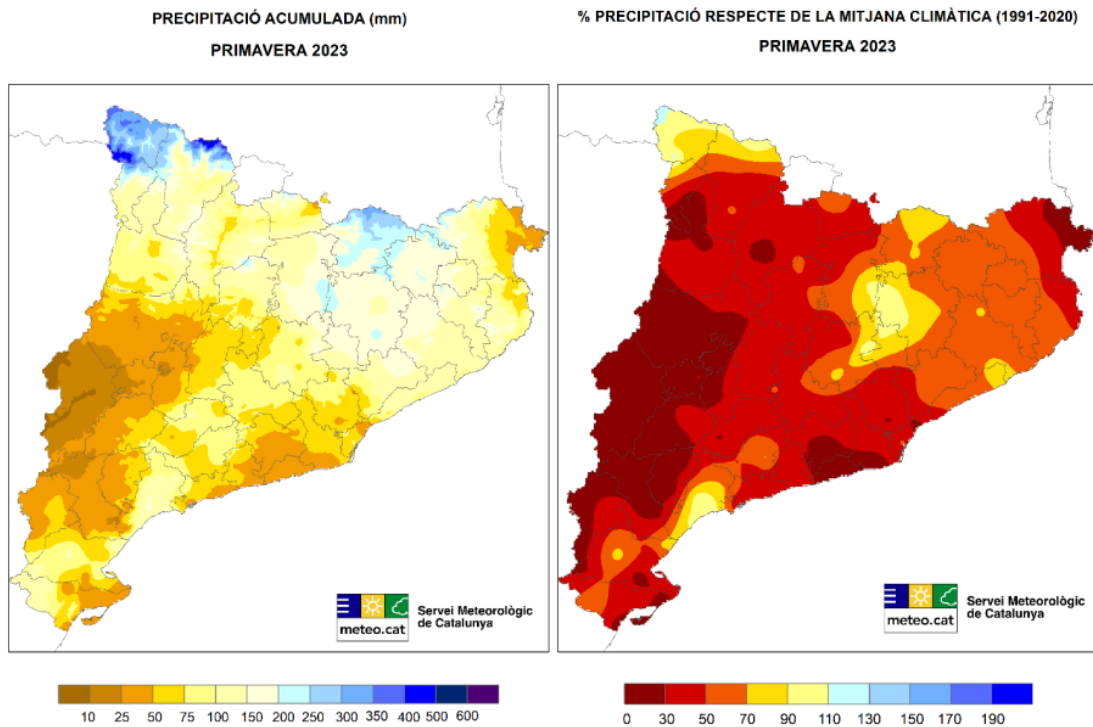 PRECIPITACIÓ ACUMULADA (mm)
PRIMAVERA 2023
% PRECIPITACIÓ RESPECTE DE LA MITJANA CLIMÀTICA (1991-2020)
PRIMAVERA 2023
meteo.cat
Servei Meteorològic
de Catalunya
meteo.cat
Servei Meteorològic
de Catalunya
10 25 50 75 100 150 200 250 300 350 400 500 600
0 30 50 70 90 110 130 150 170 190